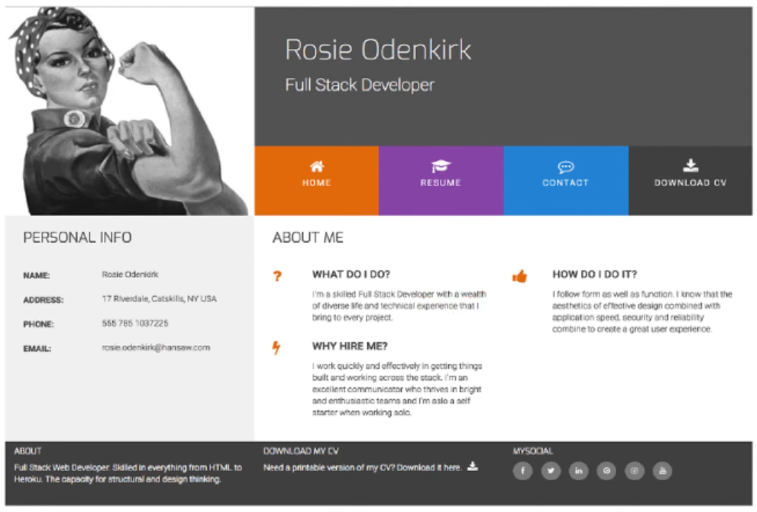 Rosie Odenkirk
Full Stack Developer
HOME
RESUME
CONTACT
DOWNLOAD CV
PERSONAL INFO
NAME: Rosie Odenkirk
ADDRESS: 17 Riverdale, Catskills, NY USA
PHONE: 555 785 1037225
EMAIL: rosie.odenkirk@hansaw.com
ABOUT ME
WHAT DO I DO?
I'm a skilled Full Stack Developer with a wealth
of diverse life and technical experience that I
bring to every project.
WHY HIRE ME?
I work quickly and effectively in getting things
built and working across the stack. I'm an
excellent communicator who thrives in bright
and enthusiastic teams and I'm aslo a self
starter when working solo.
HOW DO I DO IT?
I follow form as well as function. I know that the
aesthetics of effective design combined with
application speed, security and reliability
combine to create a great user experience.
ABOUT
Full Stack Web Developer. Skilled in everything from HTML to
Heroku. The capacity for structural and design thinking.
DOWNLOAD MY CV
Need a printable version of my CV? Download it here.
MYSOCIAL